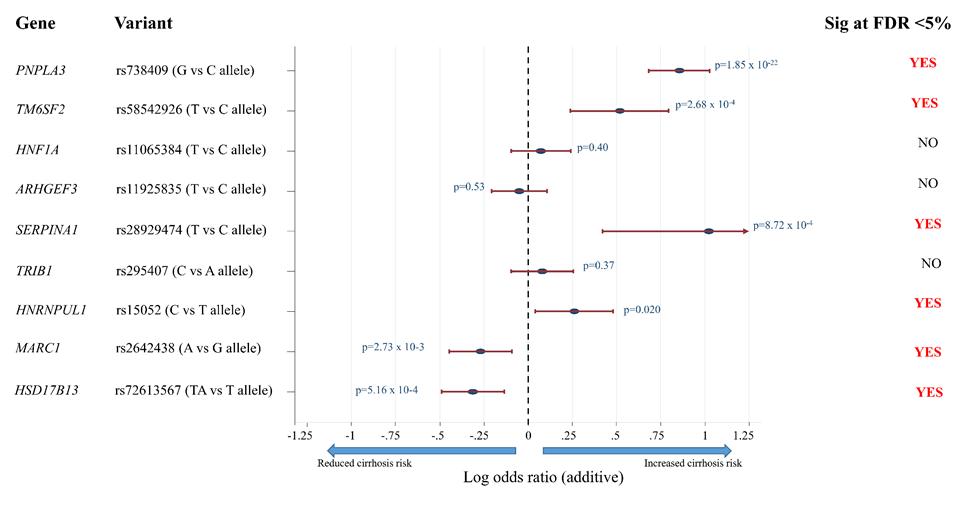 Gene Variant Sig at FDR <5%
PNPLA3 rs738409 (G vs C allele) p=1.85 x 10-22 YES
TM6SF2 rs58542926 (T vs C allele) p=2.68 x 10-4 YES
HNF1A rs11065384 (T vs C allele) p=0.40 NO
ARHGEF3 rs11925835 (T vs C allele) p=0.53 NO
SERPINA1 rs28929474 (T vs C allele) p=8.72 x 10-4 YES
TRIB1 rs295407 (C vs A allele) p=0.37 NO
HNRNPUL1 rs15052 (C vs T allele) p=0.020 YES
MARC1 rs2642438 (A vs G allele) p=2.73 x 10-3 YES
HSD17B13 rs72613567 (TA vs T allele) p=5.16 x 10-4 YES
-1.25 -1 -.5 -.25 0 .25 .5 .75 1 1.25
Reduced cirrhosis risk Increased cirrhosis risk
Log odds ratio (additive)